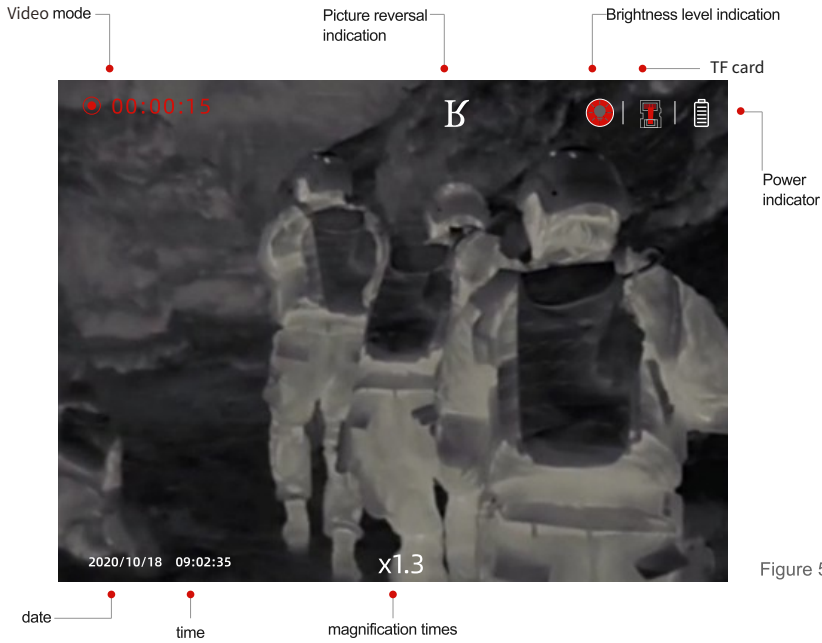 Video mode
Picture reversal
indication
Brightness level indication
TF card
00:00:15
R
Power
indicator
2020/10/18 09:02:35
x1.3
Figure
date
time
magnification times